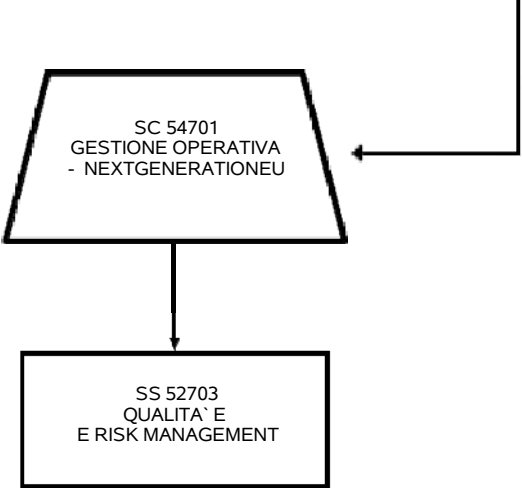 SC 54701
GESTIONE OPERATIVA
- NEXTGENERATIONEU
SS 52703
QUALITA` E
E RISK MANAGEMENT